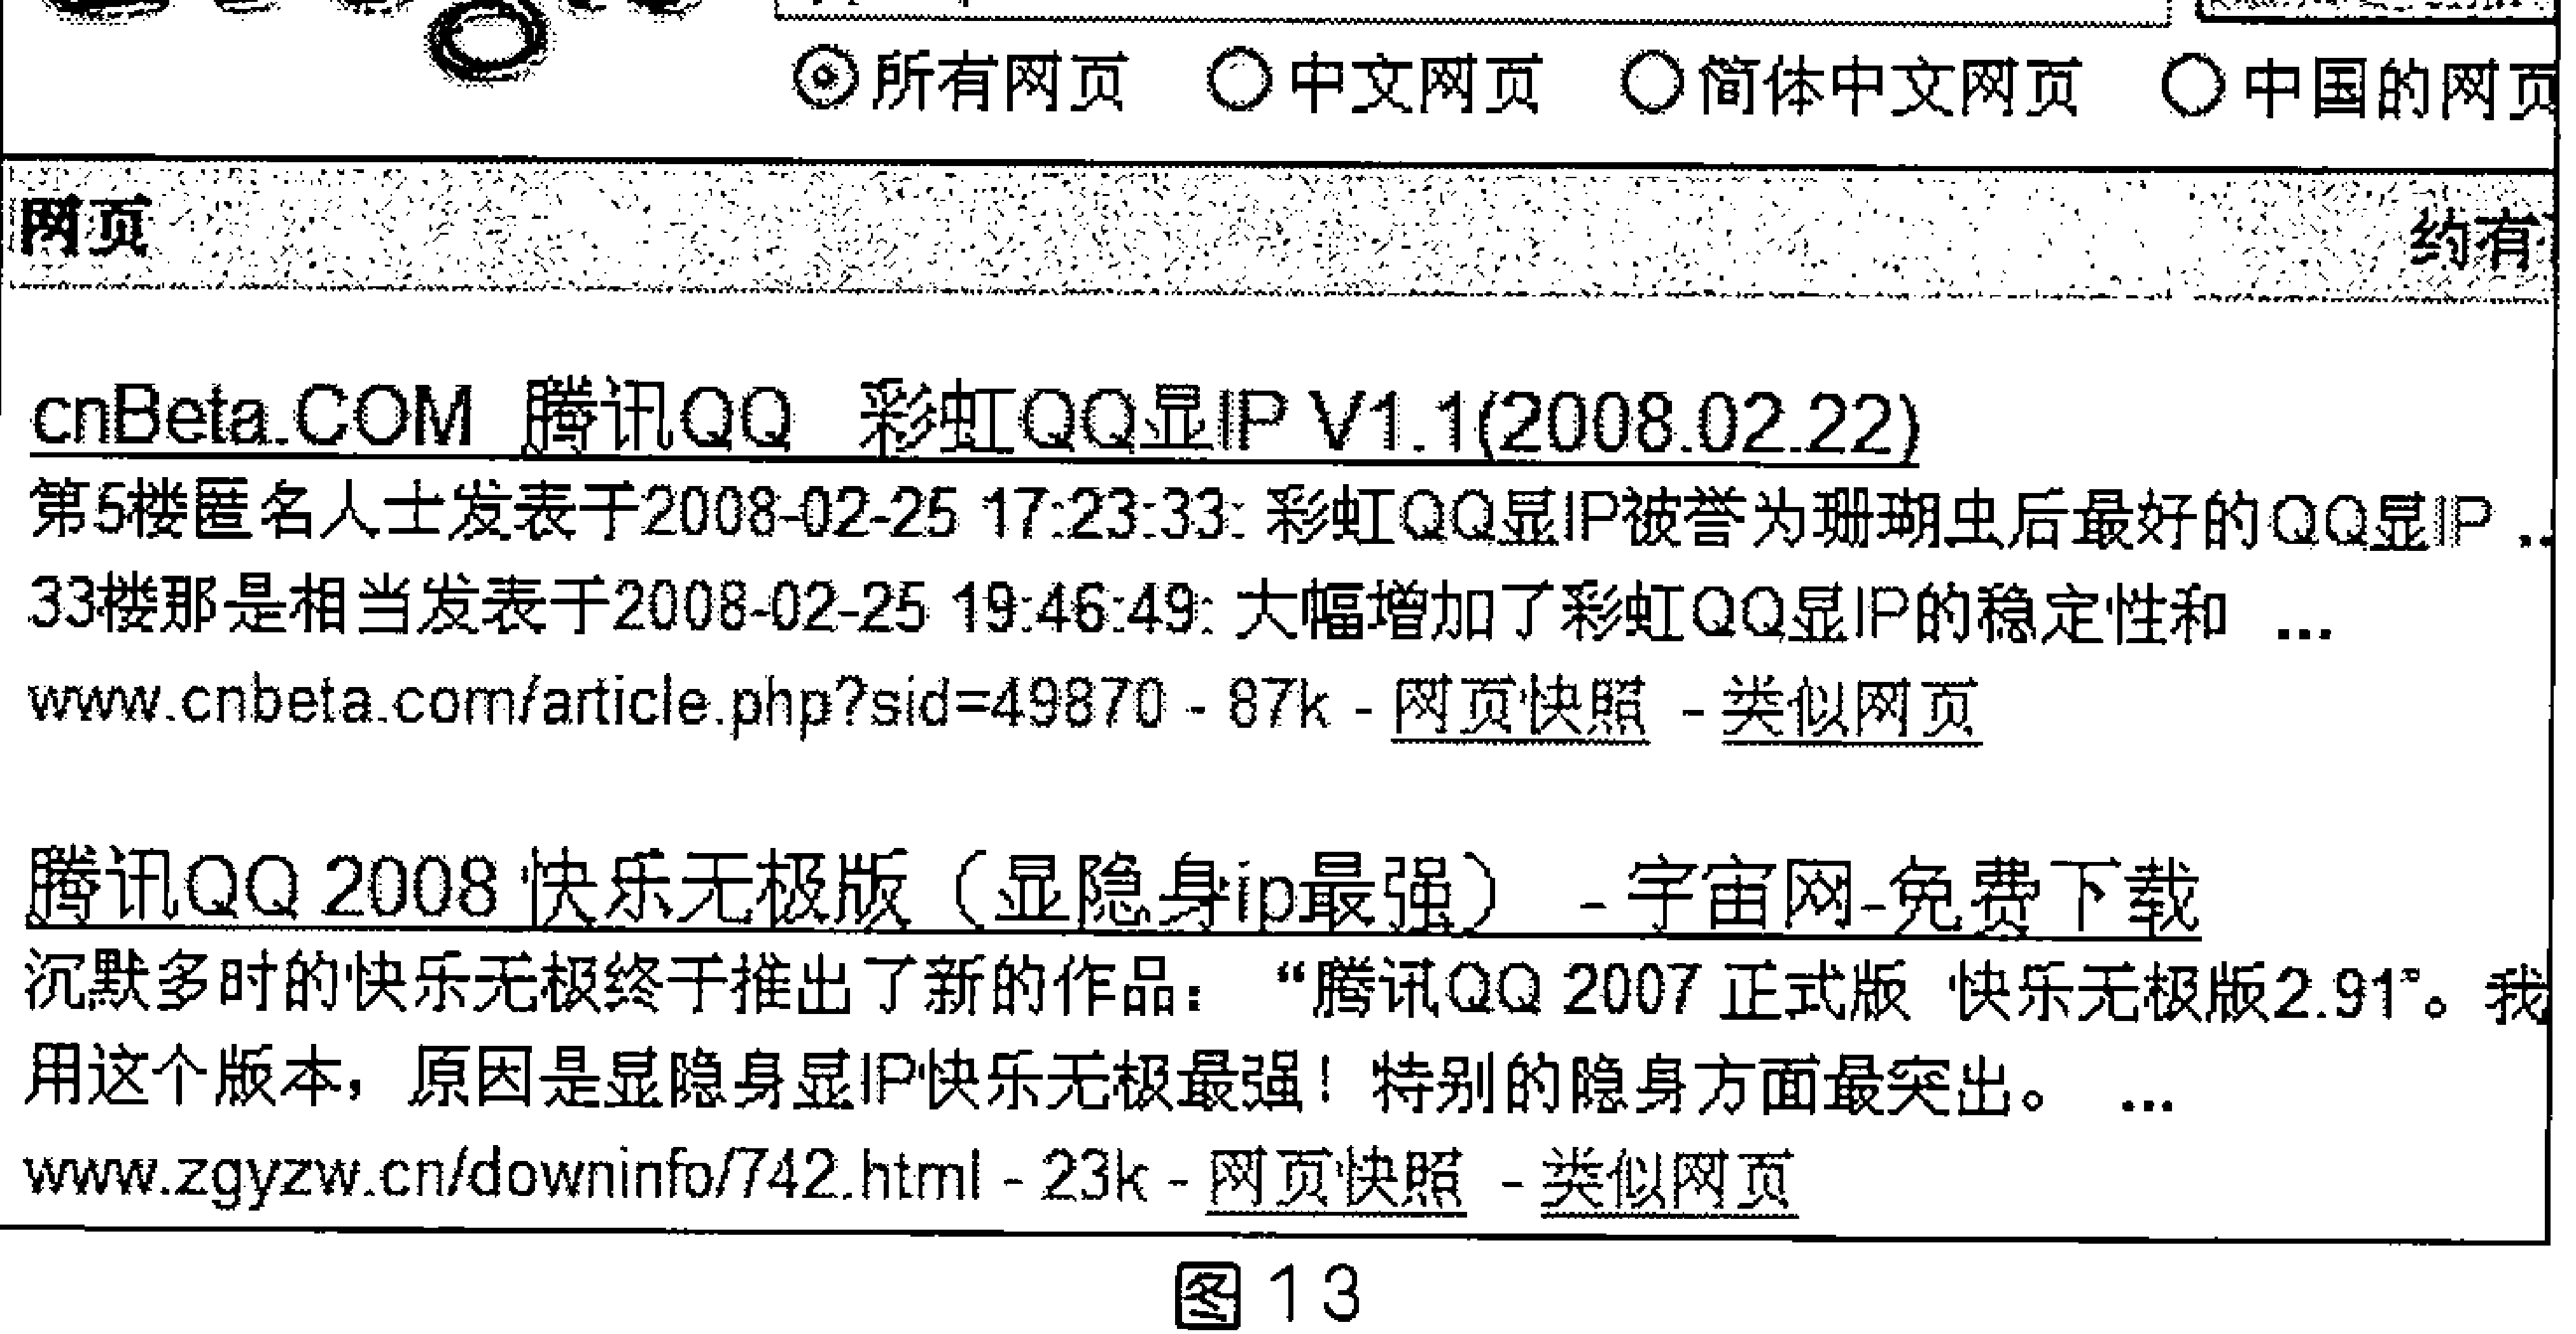 所有网页 中文网页 简体中文网页 中国的网页
网页 约有
cnBeta.COM 腾讯QQ 彩虹QQ显IP V1.1(2008.02.22)
第5楼匿名人士发表于2008-02-25 17:23:33: 彩虹QQ显IP被誉为珊瑚虫后最好的QQ显IP ..
33楼那是相当发表于2008-02-25 19:46:49: 大幅增加了彩虹QQ显IP的稳定性和 ...
www.cnbeta.com/article.php?sid=49870 - 87k - 网页快照 - 类似网页
腾讯QQ 2008 快乐无极版（显隐身ip最强） - 宇宙网-免费下载
沉默多时的快乐无极终于推出了新的作品：“腾讯QQ 2007 正式版 快乐无极版2.91”。我
用这个版本，原因是显隐身显IP快乐无极最强！特别的隐身方面最突出。 ...
www.zgyzw.cn/downinfo/742.html - 23k - 网页快照 - 类似网页
图13